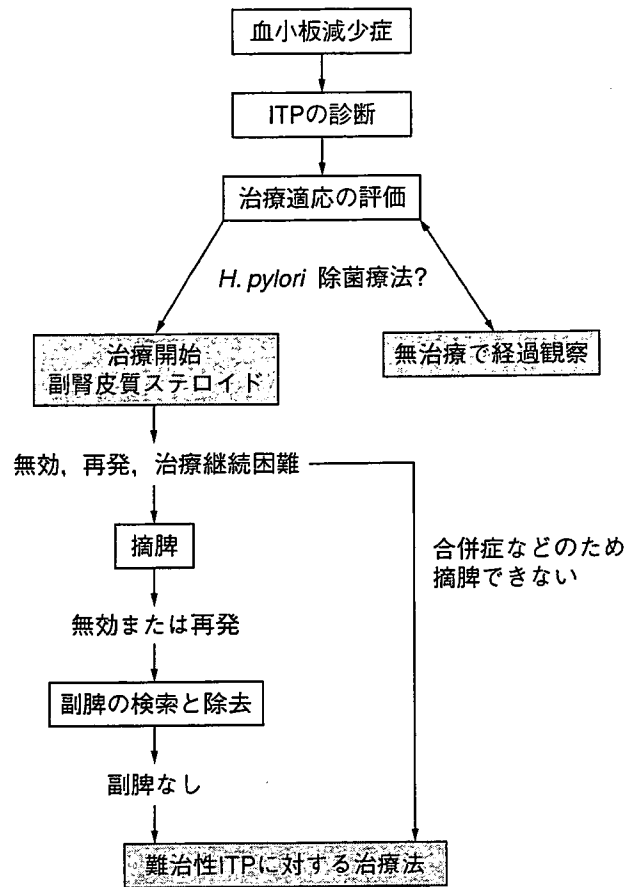 血小板減少症
ITPの診断
治療適応の評価
H. pylori 除菌療法?
治療開始
副腎皮質ステロイド
無治療で経過観察
無効，再発，治療継続困難
摘脾
合併症などのため
摘脾できない
無効または再発
副脾の検索と除去
副脾なし
難治性ITPに対する治療法